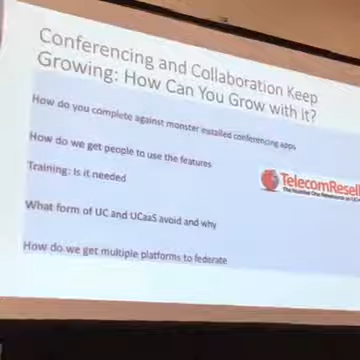 Conferencing and Collaboration Keep
Growing: How Can You Grow with it?
How do you complete against monster installed conferencing apps
How do we get people to use the features
Training: Is it needed
TelecomResell
What form of UC and UCaaS avoid and why
How do we get multiple platforms to federate